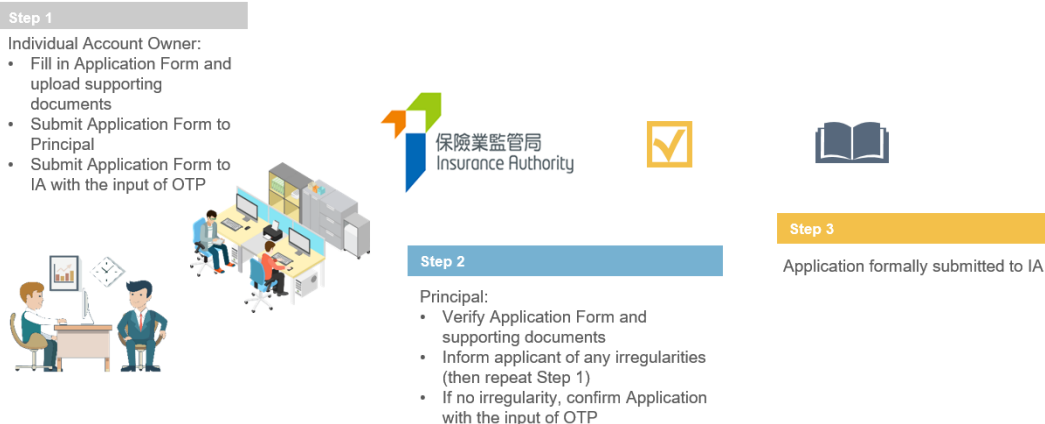 Step 1
Individual Account Owner:
• Fill in Application Form and
upload supporting
documents
• Submit Application Form to
Principal
• Submit Application Form to
IA with the input of OTP
保險業監管局
Insurance Authority
Step 2
Principal:
• Verify Application Form and
supporting documents
• Inform applicant of any irregularities
(then repeat Step 1)
• If no irregularity, confirm Application
with the input of OTP
Step 3
Application formally submitted to IA